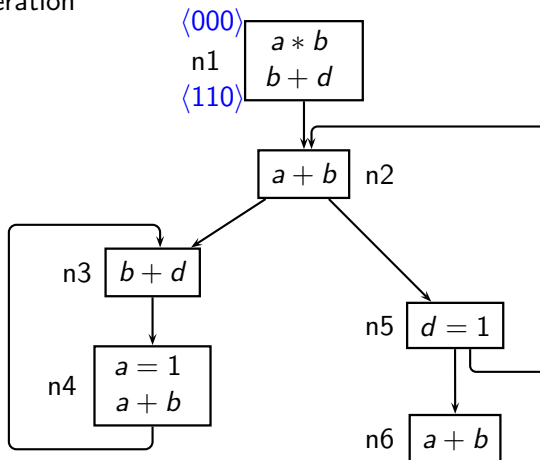 eration
⟨000⟩
n1
a ∗ b
b + d
⟨110⟩
a + b
n2
n3
b + d
n5
d = 1
n4
a = 1
a + b
n6
a + b